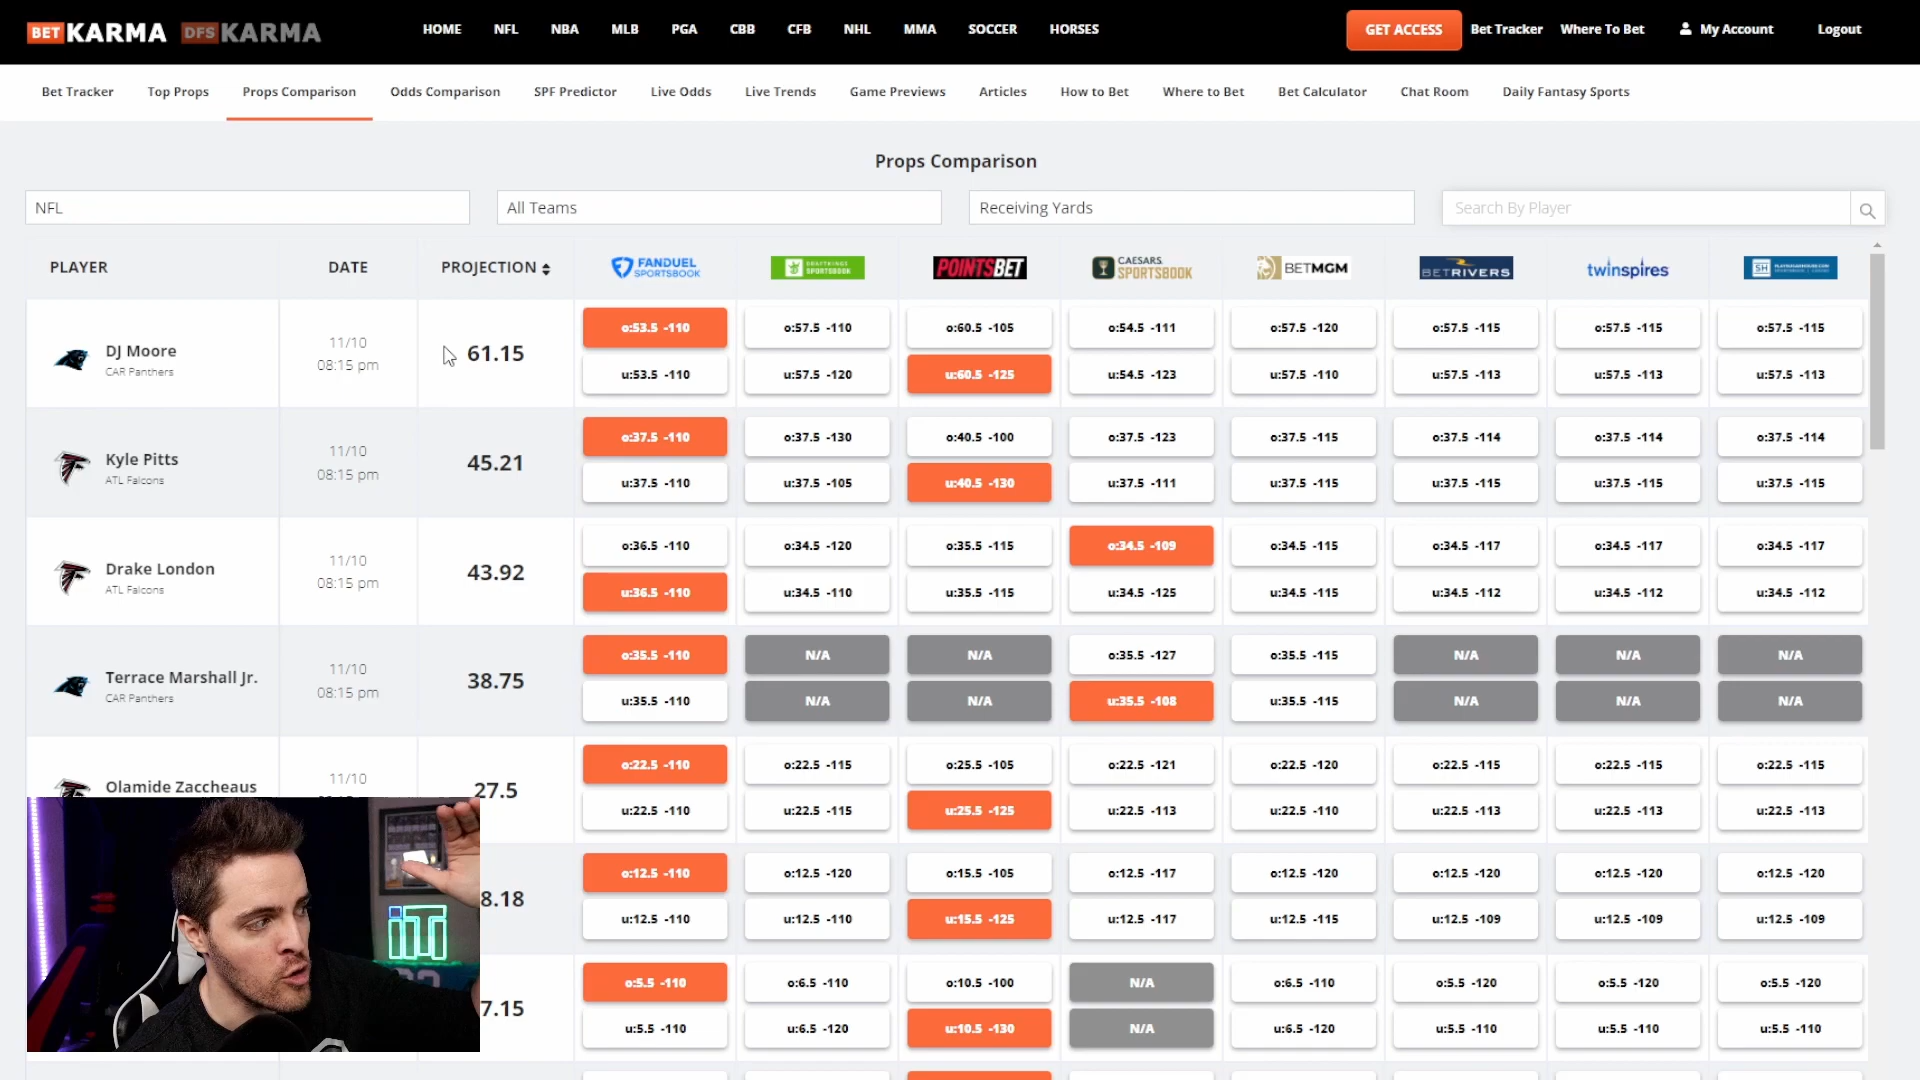 BET KARMA DFS KARMA HOME NFL NBA MLB PGA CBB CFB NHL MMA SOCCER HORSES GET ACCESS Bet Tracker Where To Bet My Account Logout
Bet Tracker Top Props Props Comparison Odds Comparison SPF Predictor Live Odds Live Trends Game Previews Articles How to Bet Where to Bet Bet Calculator Chat Room Daily Fantasy Sports
Props Comparison
NFL All Teams Receiving Yards Search By Player
PLAYER DATE PROJECTION FANDUEL SPORTSBOOK DRAFTKINGS SPORTSBOOK POINTSBET CAESARS SPORTSBOOK BETMGM BETRIVERS twinspires SH
o:53.5 -110 o:57.5 -110 o:60.5 -105 o:54.5 -111 o:57.5 -120 o:57.5 -115 o:57.5 -115 o:57.5 -115
DJ Moore 11/10 61.15
CAR Panthers 08:15 pm
u:53.5 -110 u:57.5 -120 u:60.5 -125 u:54.5 -123 u:57.5 -110 u:57.5 -113 u:57.5 -113 u:57.5 -113
o:37.5 -110 o:37.5 -130 o:40.5 -100 o:37.5 -123 o:37.5 -115 o:37.5 -114 o:37.5 -114 o:37.5 -114
Kyle Pitts 11/10 45.21
ATL Falcons 08:15 pm
u:37.5 -110 u:37.5 -105 u:40.5 -130 u:37.5 -111 u:37.5 -115 u:37.5 -115 u:37.5 -115 u:37.5 -115
o:36.5 -110 o:34.5 -120 o:35.5 -115 o:34.5 -109 o:34.5 -115 o:34.5 -117 o:34.5 -117 o:34.5 -117
Drake London 11/10 43.92
ATL Falcons 08:15 pm
u:36.5 -110 u:34.5 -110 u:35.5 -115 u:34.5 -125 u:34.5 -115 u:34.5 -112 u:34.5 -112 u:34.5 -112
o:35.5 -110 N/A N/A o:35.5 -127 o:35.5 -115 N/A N/A N/A
Terrace Marshall Jr. 11/10 38.75
CAR Panthers 08:15 pm
u:35.5 -110 N/A N/A u:35.5 -108 u:35.5 -115 N/A N/A N/A
o:22.5 -110 o:22.5 -115 o:25.5 -105 o:22.5 -121 o:22.5 -120 o:22.5 -115 o:22.5 -115 o:22.5 -115
Olamide Zaccheaus 11/10 27.5
u:22.5 -110 u:22.5 -115 u:25.5 -125 u:22.5 -113 u:22.5 -110 u:22.5 -113 u:22.5 -113 u:22.5 -113
o:12.5 -110 o:12.5 -120 o:15.5 -105 o:12.5 -117 o:12.5 -120 o:12.5 -120 o:12.5 -120 o:12.5 -120
8.18
u:12.5 -110 u:12.5 -110 u:15.5 -125 u:12.5 -117 u:12.5 -115 u:12.5 -109 u:12.5 -109 u:12.5 -109
o:5.5 -110 o:6.5 -110 o:10.5 -100 N/A o:6.5 -110 o:5.5 -120 o:5.5 -120 o:5.5 -120
7.15
u:5.5 -110 u:6.5 -120 u:10.5 -130 N/A u:6.5 -120 u:5.5 -110 u:5.5 -110 u:5.5 -110